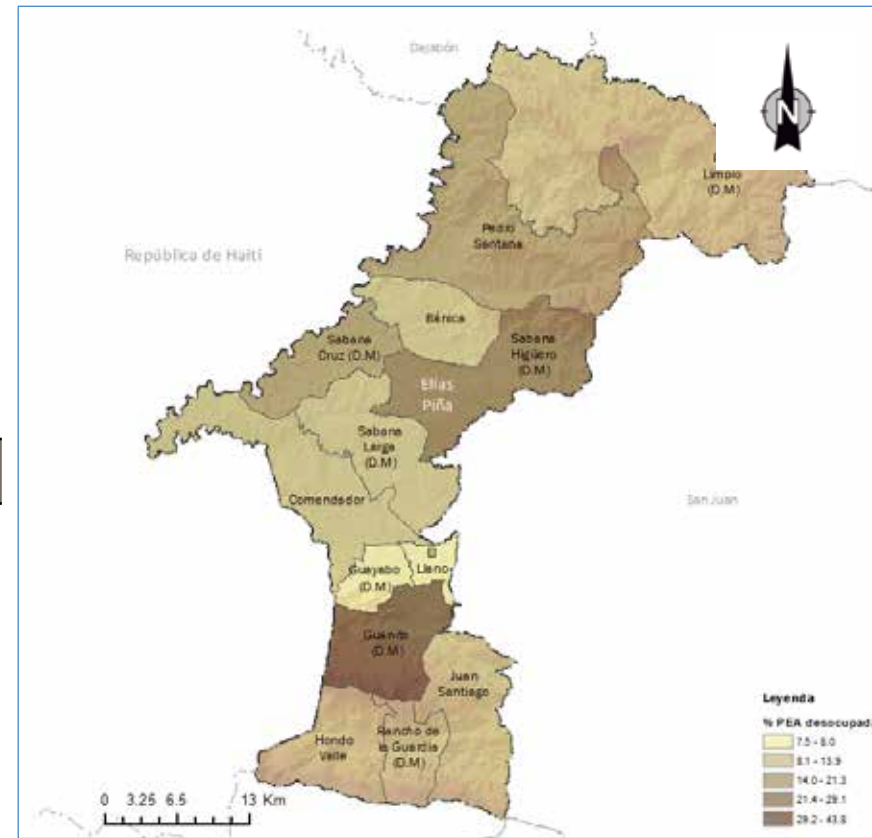 Dajabón
N
Limpio
(D.M)
Pedro
Santana
República de Haití
Bánica
Sabana
Cruz (D.M)
Sabana
Higüero
(D.M)
Elías
Piña
Sabana
Larga
(D.M)
Comendador
San Juan
Guayabo
(D.M)
Llano
Guanito
(D.M)
Juan
Santiago
Hondo
Valle
Rancho de
la Guardia
(D.M)
Leyenda
% PEA desocupada
7.5 - 8.0
8.1 - 13.9
14.0 - 21.3
21.4 - 29.1
29.2 - 43.8
0 3.25 6.5 13 Km